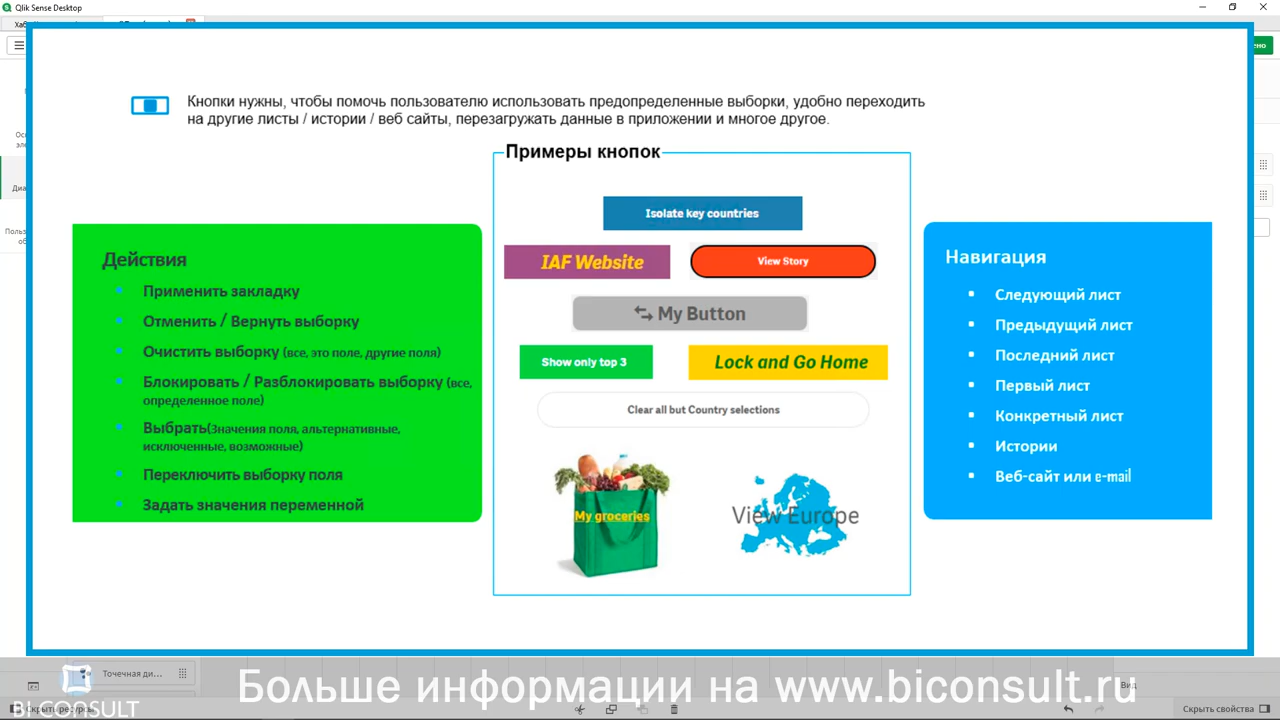 Qlik Sense Desktop
Кнопки нужны, чтобы помочь пользователю использовать предопределенные выборки, удобно переходить
на другие листы / истории / веб сайты, перезагружать данные в приложении и многое другое.
Примеры кнопок
Isolate key countries
IAF Website
View Story
My Button
Show only top 3
Lock and Go Home
Clear all but Country selections
My groceries
View Europe
Действия
Применить закладку
Отменить / Вернуть выборку
Очистить выборку (все, это поле, другие поля)
Блокировать / Разблокировать выборку (все,
определенное поле)
Выбрать(Значения поля, альтернативные,
исключенные, возможные)
Переключить выборку поля
Задать значения переменной
Навигация
Следующий лист
Предыдущий лист
Последний лист
Первый лист
Конкретный лист
Истории
Веб-сайт или e-mail
Точечная ди...
Больше информации на www.biconsult.ru
Вид
BI CONSULT
Скрыть свойства